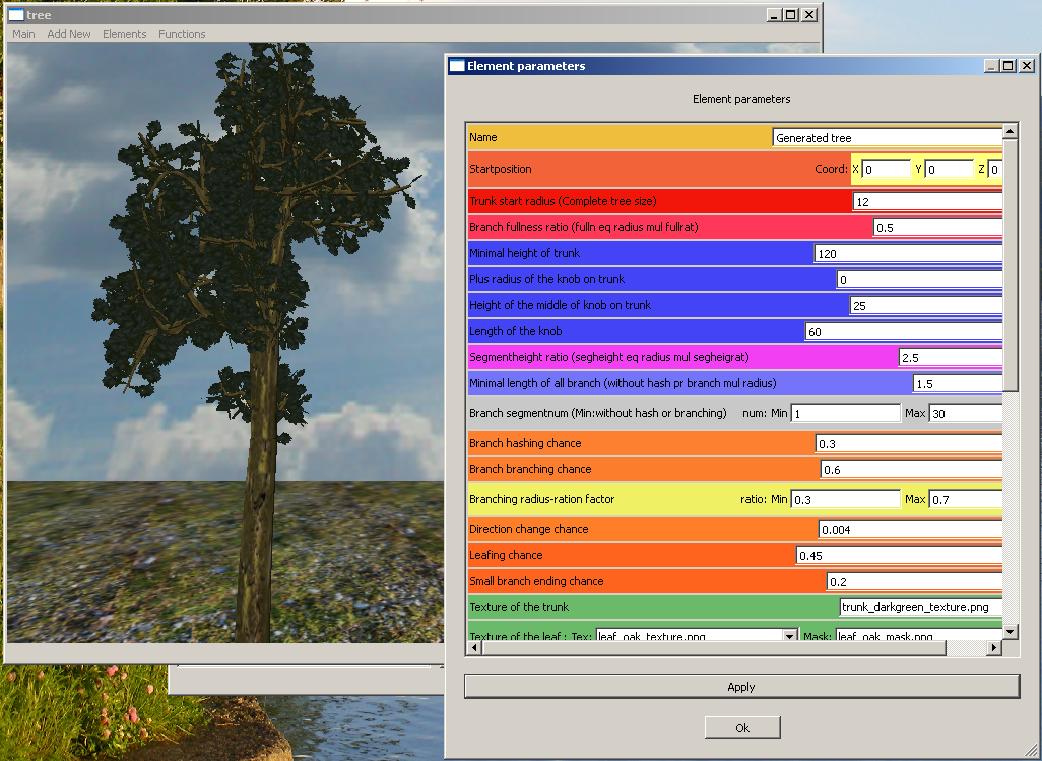 tree
Main Add New Elements Functions
Element parameters
Element parameters
Name Generated tree
Startposition Coord: X 0 Y 0 Z 0
Trunk start radius (Complete tree size) 12
Branch fullness ratio (fulln eq radius mul fullrat) 0.5
Minimal height of trunk 120
Plus radius of the knob on trunk 0
Height of the middle of knob on trunk 25
Length of the knob 60
Segmentheight ratio (segheight eq radius mul segheigrat) 2.5
Minimal length of all branch (without hash pr branch mul radius) 1.5
Branch segmentnum (Min:without hash or branching) num: Min 1 Max 30
Branch hashing chance 0.3
Branch branching chance 0.6
Branching radius-ration factor ratio: Min 0.3 Max 0.7
Direction change chance 0.004
Leafing chance 0.45
Small branch ending chance 0.2
Texture of the trunk trunk_darkgreen_texture.png
Texture of the leaf : Tex: leaf_oak_texture.png Mask: leaf_oak_mask.png
Apply
Ok